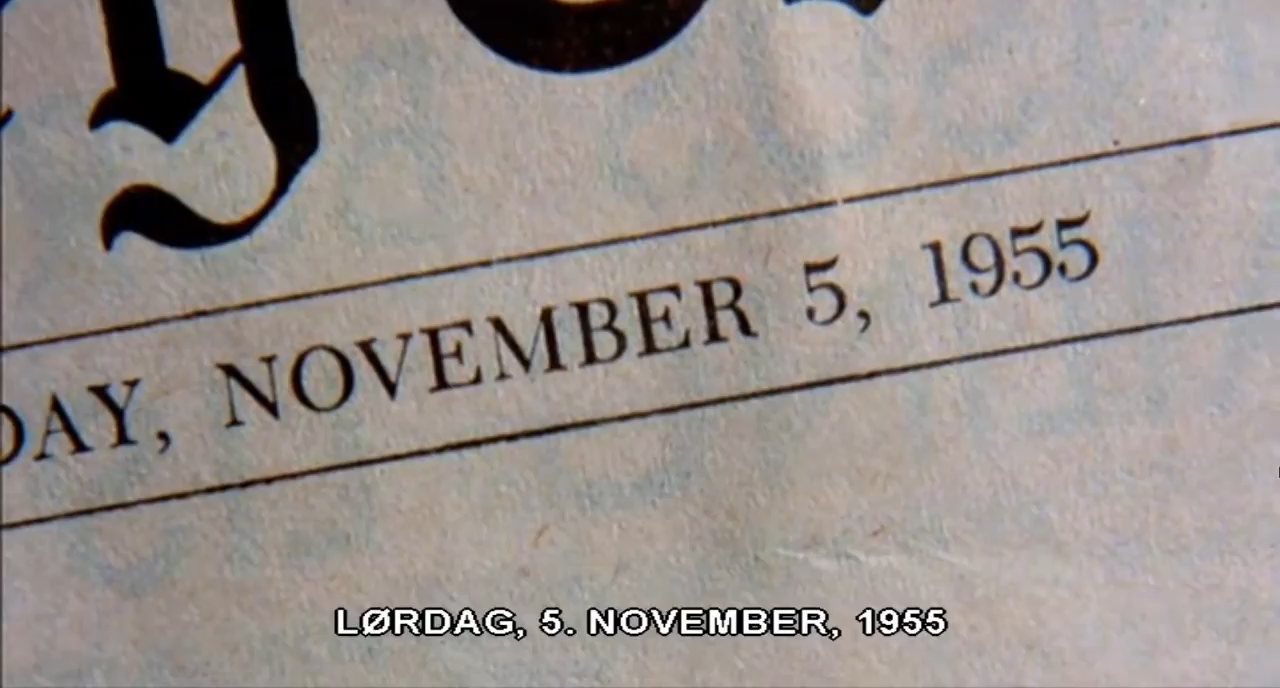 DAY, NOVEMBER 5, 1955
LØRDAG, 5. NOVEMBER, 1955